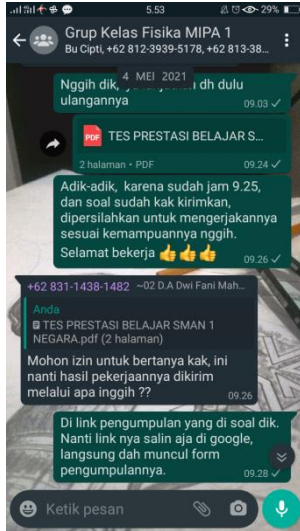 5.53
29%
Grup Kelas Fisika MIPA 1
Bu Cipti, +62 812-3939-5178, +62 813-38...
4 MEI 2021
Nggih dik,
dh dulu
ulangannya
09.03
PDF
TES PRESTASI BELAJAR S...
2 halaman • PDF
09.24
Adik-adik, karena sudah jam 9.25,
dan soal sudah kak kirimkan,
dipersilahkan untuk mengerjakannya
sesuai kemampuannya nggih.
Selamat bekerja 👍👍👍
09.26
+62 831-1438-1482 ~02 D.A Dwi Fani Mah...
Anda
TES PRESTASI BELAJAR SMAN 1
NEGARA.pdf (2 halaman)
Mohon izin untuk bertanya kak, ini
nanti hasil pekerjaannya dikirim
melalui apa inggih ??
09.26
Di link pengumpulan yang di soal dik.
Nanti link nya salin aja di google,
langsung dah muncul form
pengumpulannya.
09.28
Ketik pesan